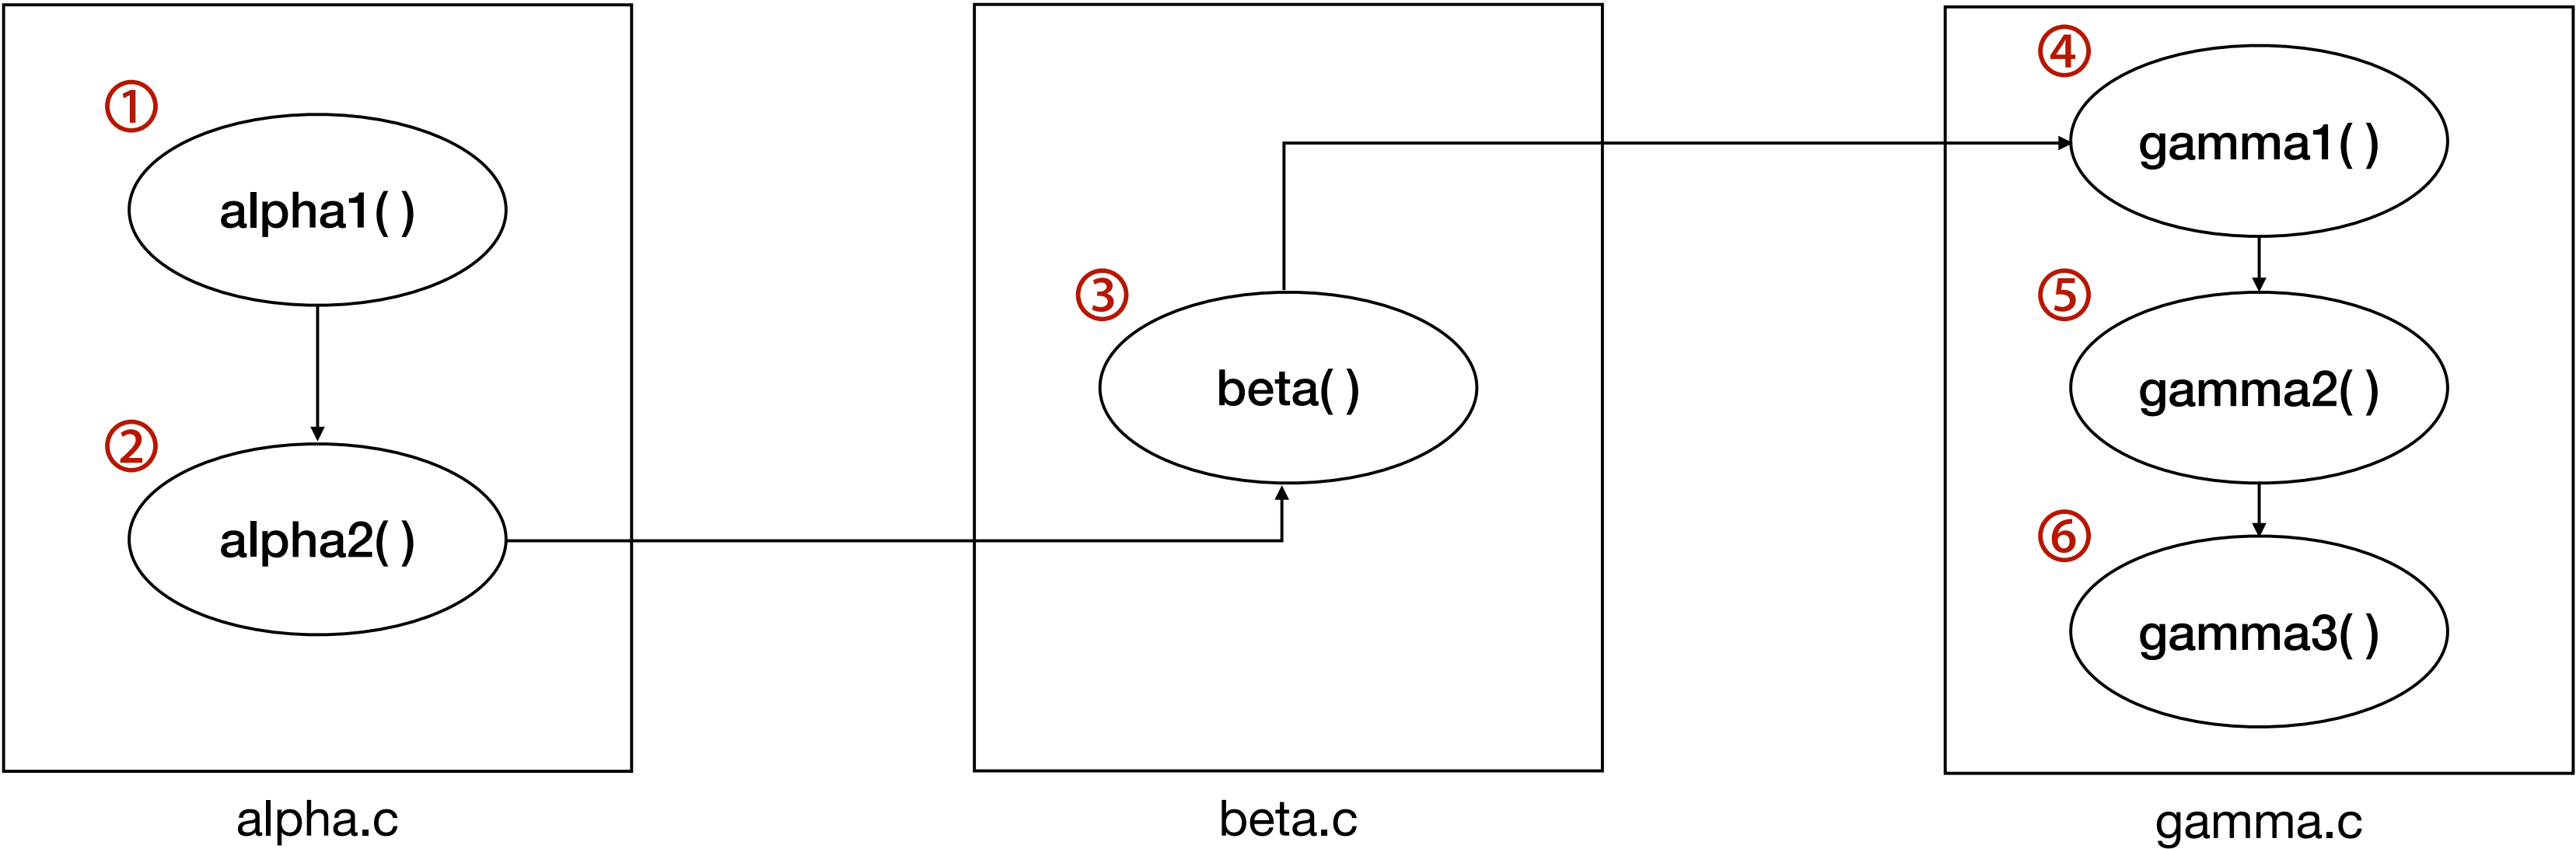 ①
alpha1( )
②
alpha2( )
alpha.c
③
beta( )
beta.c
④
gamma1( )
⑤
gamma2( )
⑥
gamma3( )
gamma.c